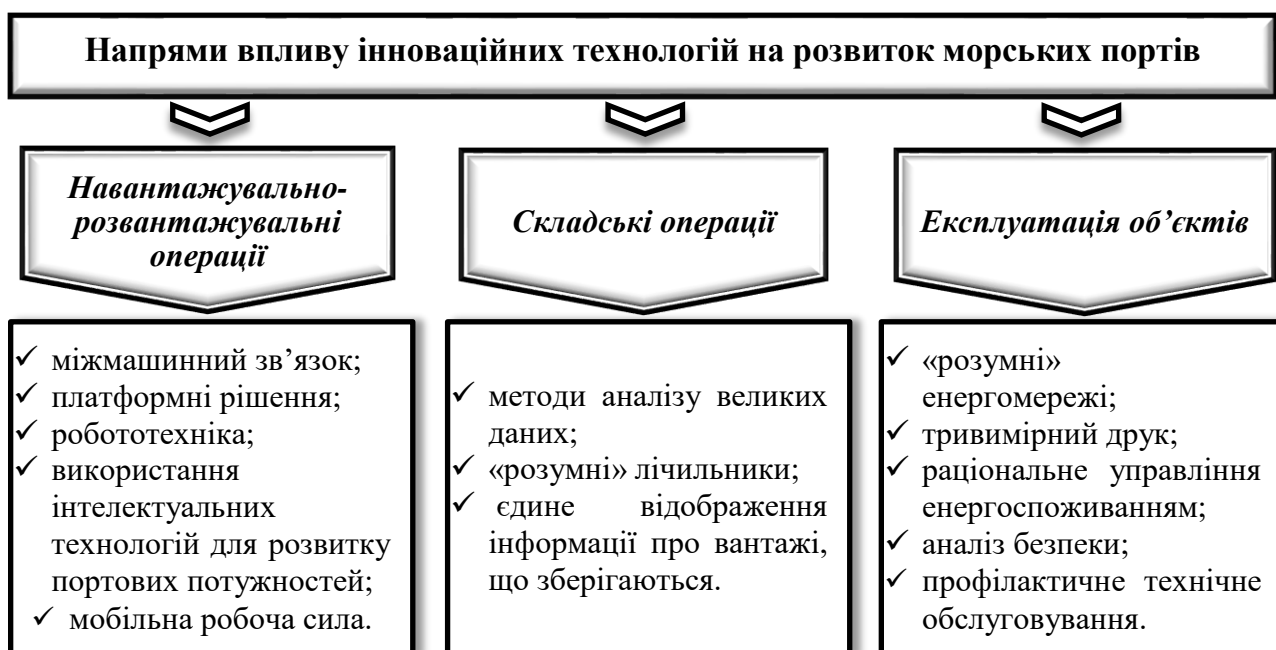 Напрями впливу інноваційних технологій на розвиток морських портів
Навантажувально-
розвантажувальні
операції
✓ міжмашинний зв’язок;
✓ платформні рішення;
✓ робототехніка;
✓ використання
інтелектуальних
технологій для розвитку
портових потужностей;
✓ мобільна робоча сила.
Складські операції
✓ методи аналізу великих
даних;
✓ «розумні» лічильники;
✓ єдине відображення
інформації про вантажі,
що зберігаються.
Експлуатація об’єктів
✓ «розумні»
енергомережі;
✓ тривимірний друк;
✓ раціональне управління
енергоспоживанням;
✓ аналіз безпеки;
✓ профілактичне технічне
обслуговування.